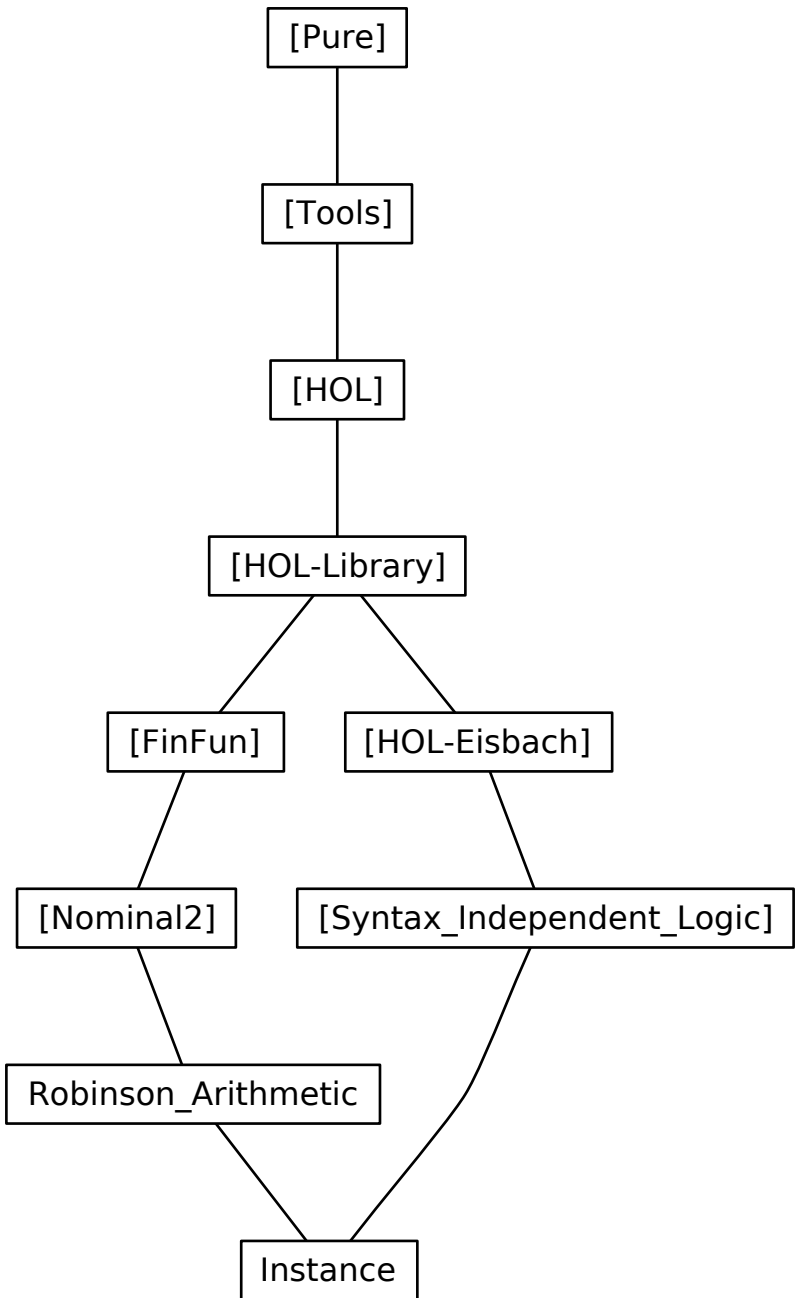 [Pure]
[Tools]
[HOL]
[HOL-Library]
[FinFun]
[HOL-Eisbach]
[Nominal2]
[Syntax_Independent_Logic]
Robinson_Arithmetic
Instance